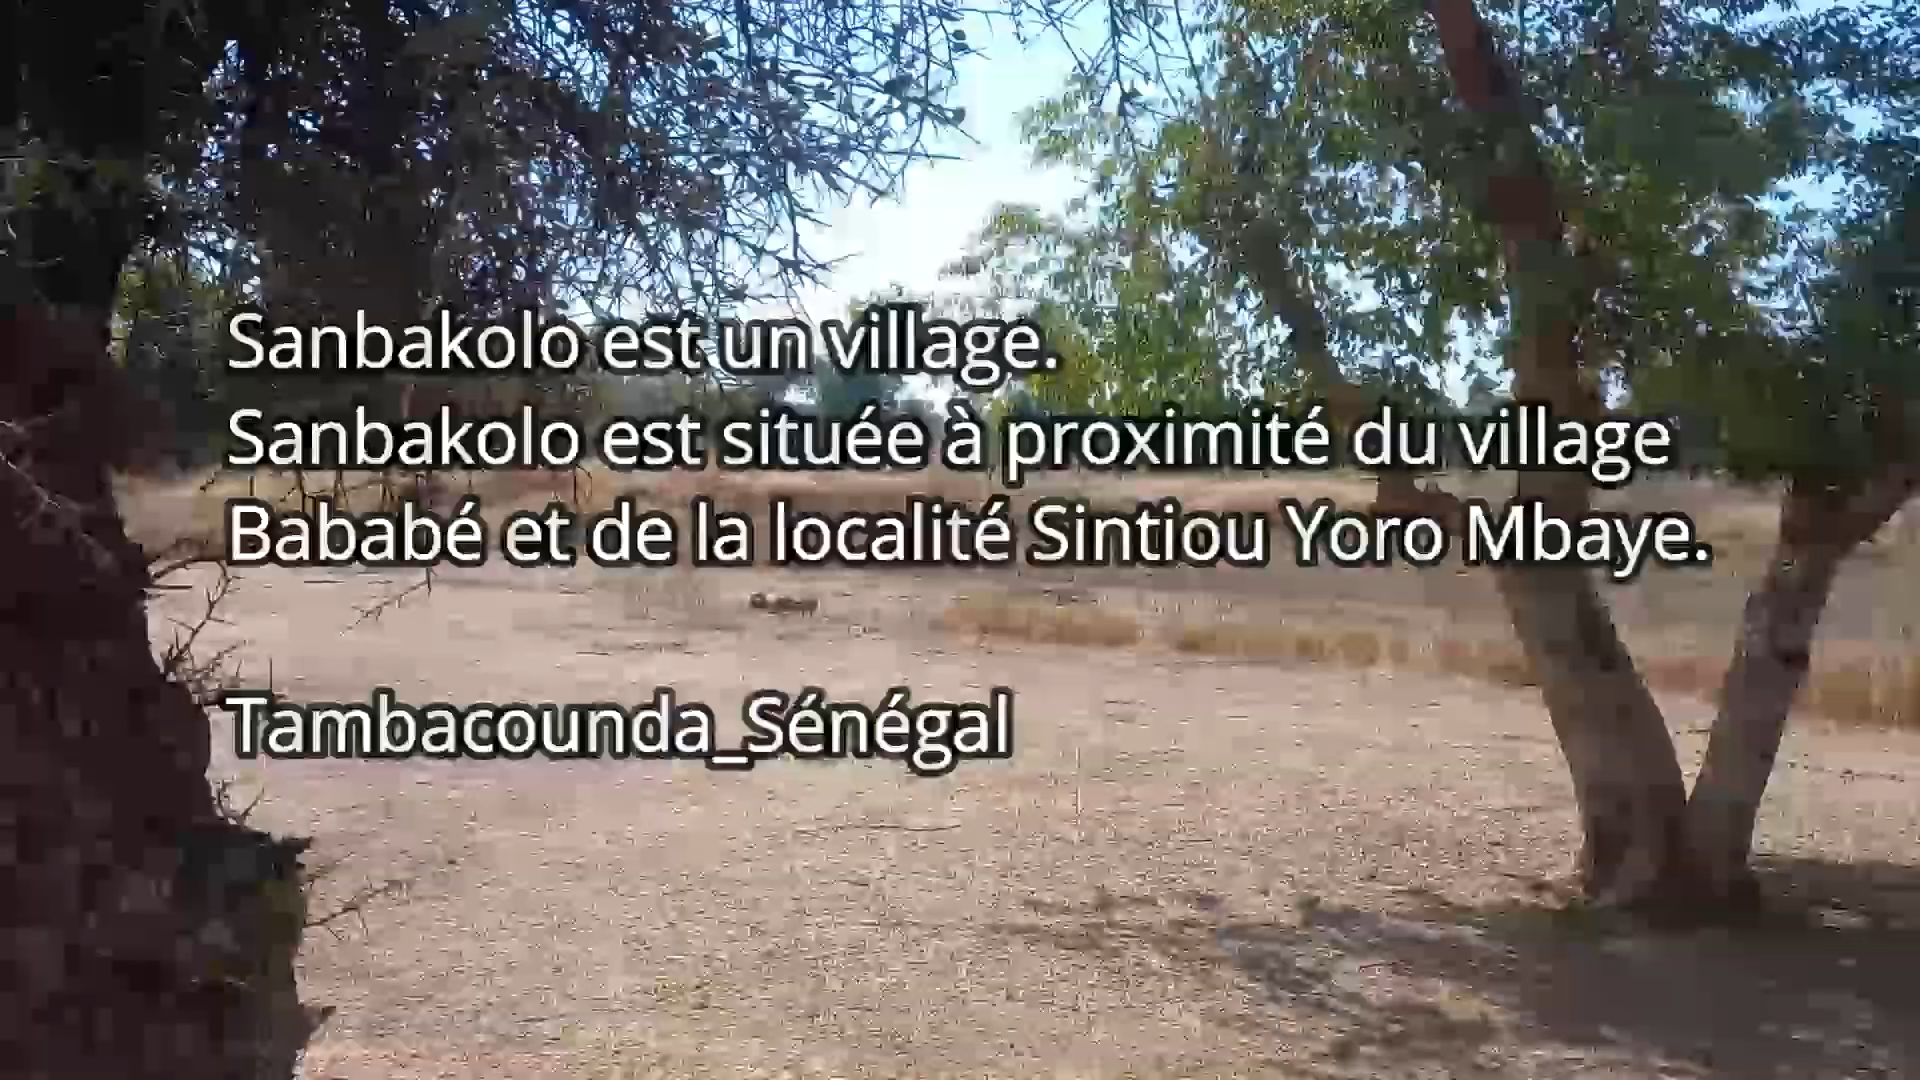 Sanbakolo est un village.
Sanbakolo est située à proximité du village
Bababé et de la localité Sintiou Yoro Mbaye.
Tambacounda_Sénégal